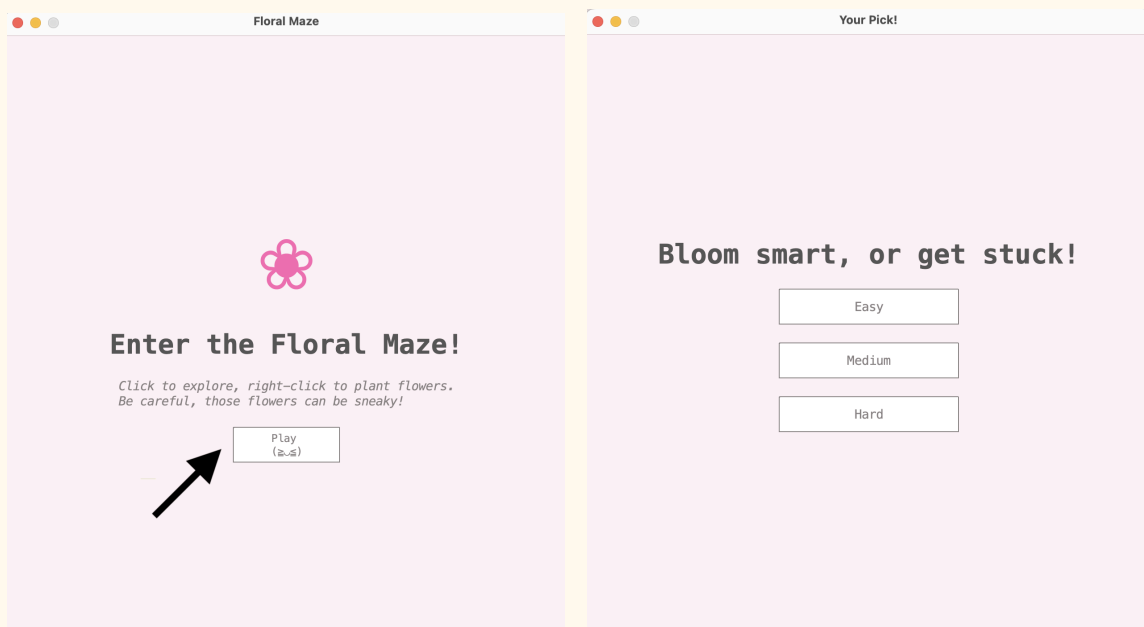 Floral Maze
Enter the Floral Maze!
Click to explore, right-click to plant flowers.
Be careful, those flowers can be sneaky!
Play
(≧◡≦)
Your Pick!
Bloom smart, or get stuck!
Easy
Medium
Hard